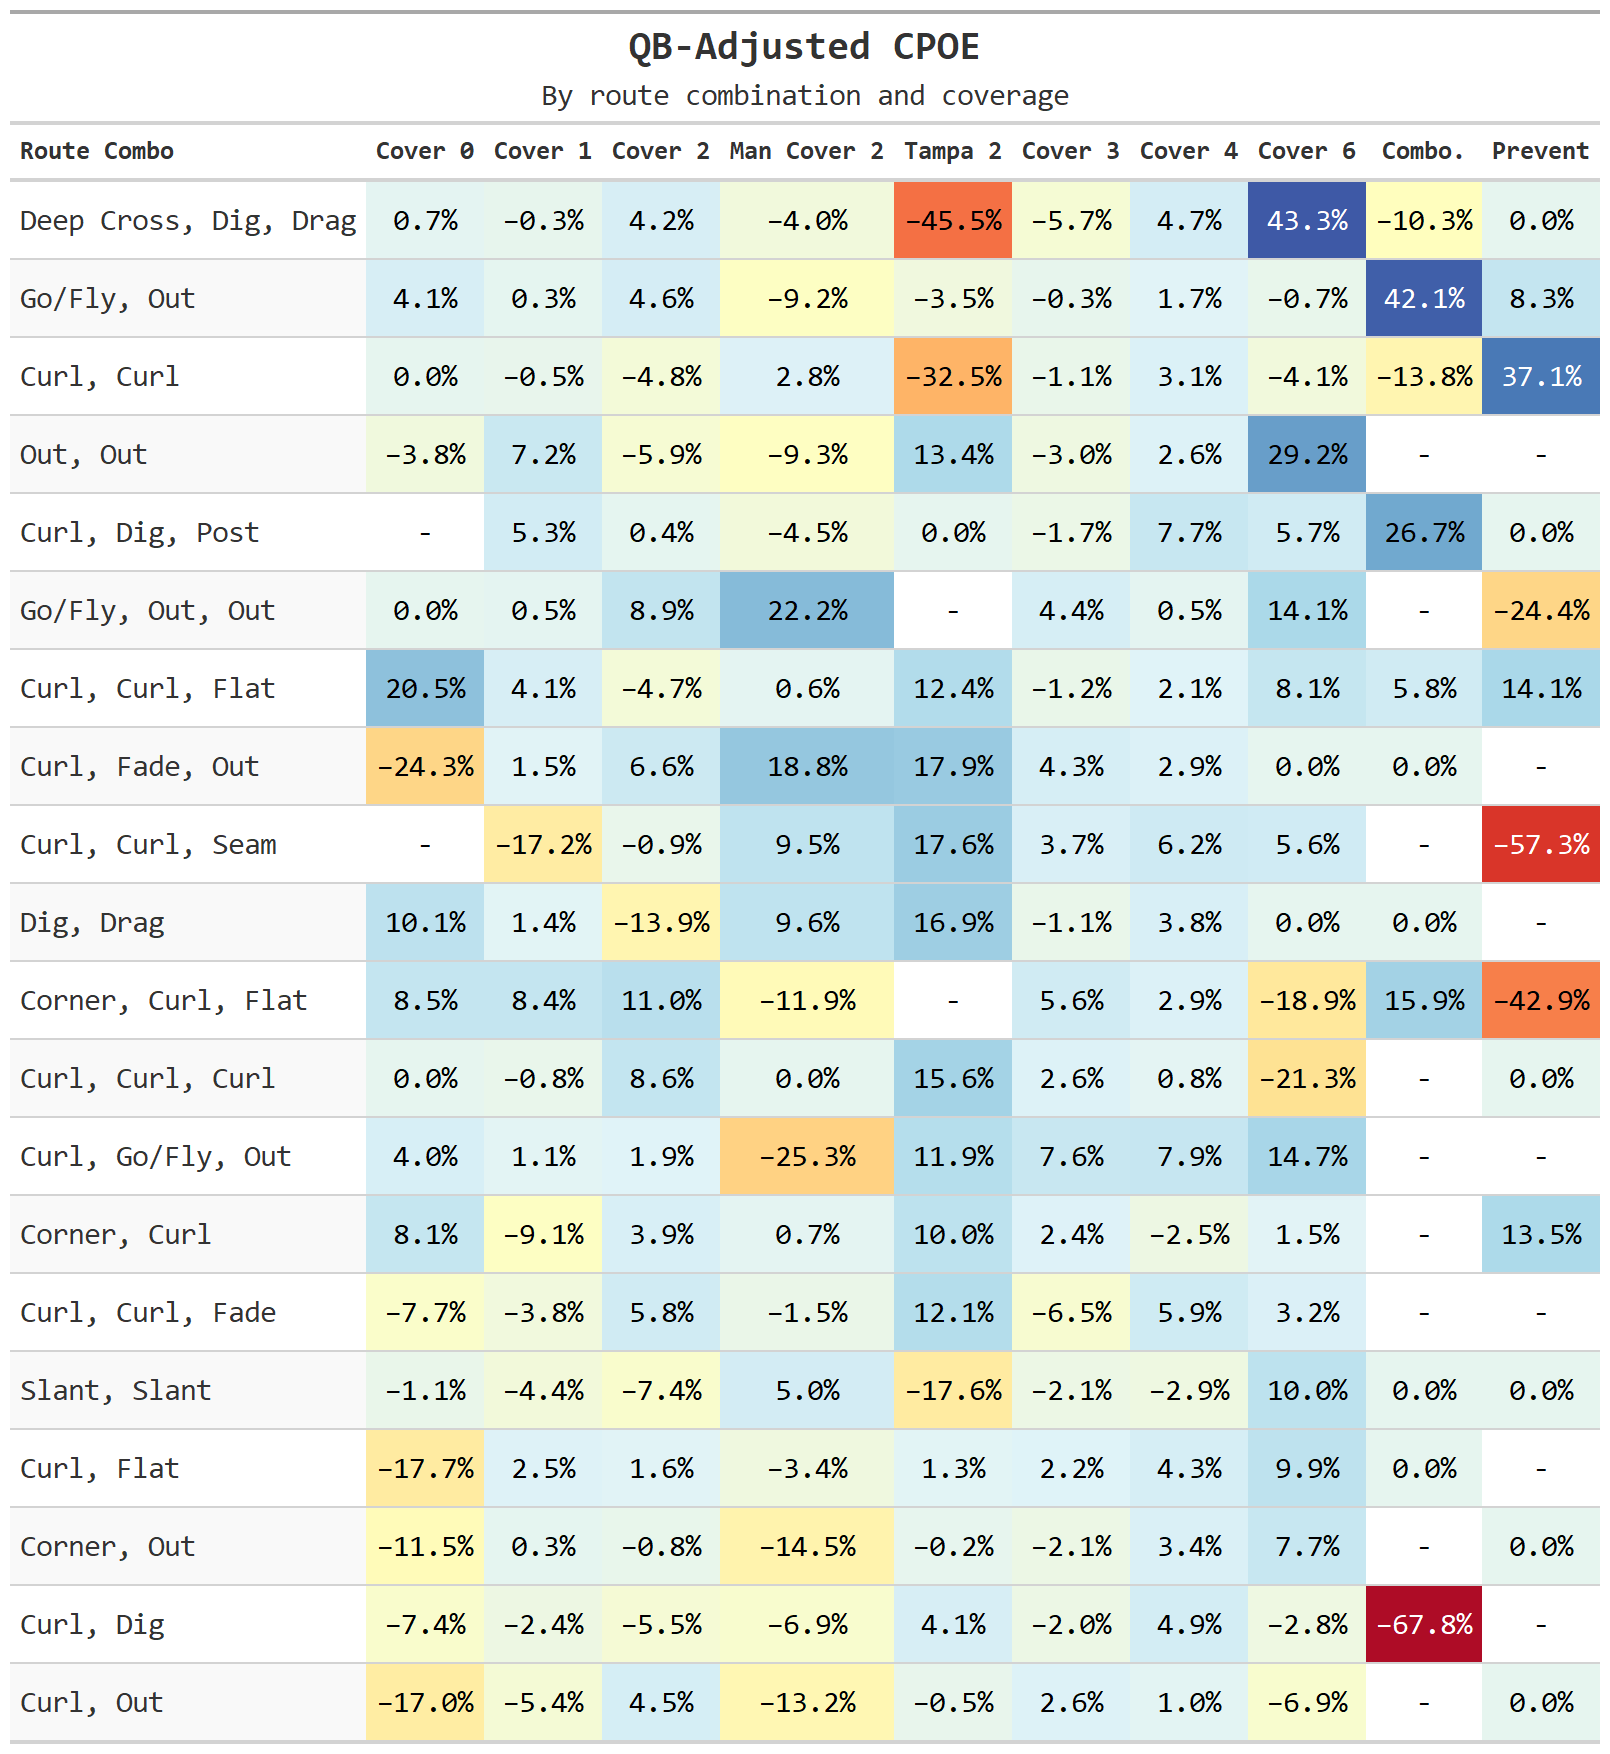 QB-Adjusted CPOE
By route combination and coverage
Route Combo Cover 0 Cover 1 Cover 2 Man Cover 2 Tampa 2 Cover 3 Cover 4 Cover 6 Combo. Prevent
Deep Cross, Dig, Drag 0.7% −0.3% 4.2% −4.0% −45.5% −5.7% 4.7% 43.3% −10.3% 0.0%
Go/Fly, Out 4.1% 0.3% 4.6% −9.2% −3.5% −0.3% 1.7% −0.7% 42.1% 8.3%
Curl, Curl 0.0% −0.5% −4.8% 2.8% −32.5% −1.1% 3.1% −4.1% −13.8% 37.1%
Out, Out −3.8% 7.2% −5.9% −9.3% 13.4% −3.0% 2.6% 29.2% - -
Curl, Dig, Post - 5.3% 0.4% −4.5% 0.0% −1.7% 7.7% 5.7% 26.7% 0.0%
Go/Fly, Out, Out 0.0% 0.5% 8.9% 22.2% - 4.4% 0.5% 14.1% - −24.4%
Curl, Curl, Flat 20.5% 4.1% −4.7% 0.6% 12.4% −1.2% 2.1% 8.1% 5.8% 14.1%
Curl, Fade, Out −24.3% 1.5% 6.6% 18.8% 17.9% 4.3% 2.9% 0.0% 0.0% -
Curl, Curl, Seam - −17.2% −0.9% 9.5% 17.6% 3.7% 6.2% 5.6% - −57.3%
Dig, Drag 10.1% 1.4% −13.9% 9.6% 16.9% −1.1% 3.8% 0.0% 0.0% -
Corner, Curl, Flat 8.5% 8.4% 11.0% −11.9% - 5.6% 2.9% −18.9% 15.9% −42.9%
Curl, Curl, Curl 0.0% −0.8% 8.6% 0.0% 15.6% 2.6% 0.8% −21.3% - 0.0%
Curl, Go/Fly, Out 4.0% 1.1% 1.9% −25.3% 11.9% 7.6% 7.9% 14.7% - -
Corner, Curl 8.1% −9.1% 3.9% 0.7% 10.0% 2.4% −2.5% 1.5% - 13.5%
Curl, Curl, Fade −7.7% −3.8% 5.8% −1.5% 12.1% −6.5% 5.9% 3.2% - -
Slant, Slant −1.1% −4.4% −7.4% 5.0% −17.6% −2.1% −2.9% 10.0% 0.0% 0.0%
Curl, Flat −17.7% 2.5% 1.6% −3.4% 1.3% 2.2% 4.3% 9.9% 0.0% -
Corner, Out −11.5% 0.3% −0.8% −14.5% −0.2% −2.1% 3.4% 7.7% - 0.0%
Curl, Dig −7.4% −2.4% −5.5% −6.9% 4.1% −2.0% 4.9% −2.8% −67.8% -
Curl, Out −17.0% −5.4% 4.5% −13.2% −0.5% 2.6% 1.0% −6.9% - 0.0%